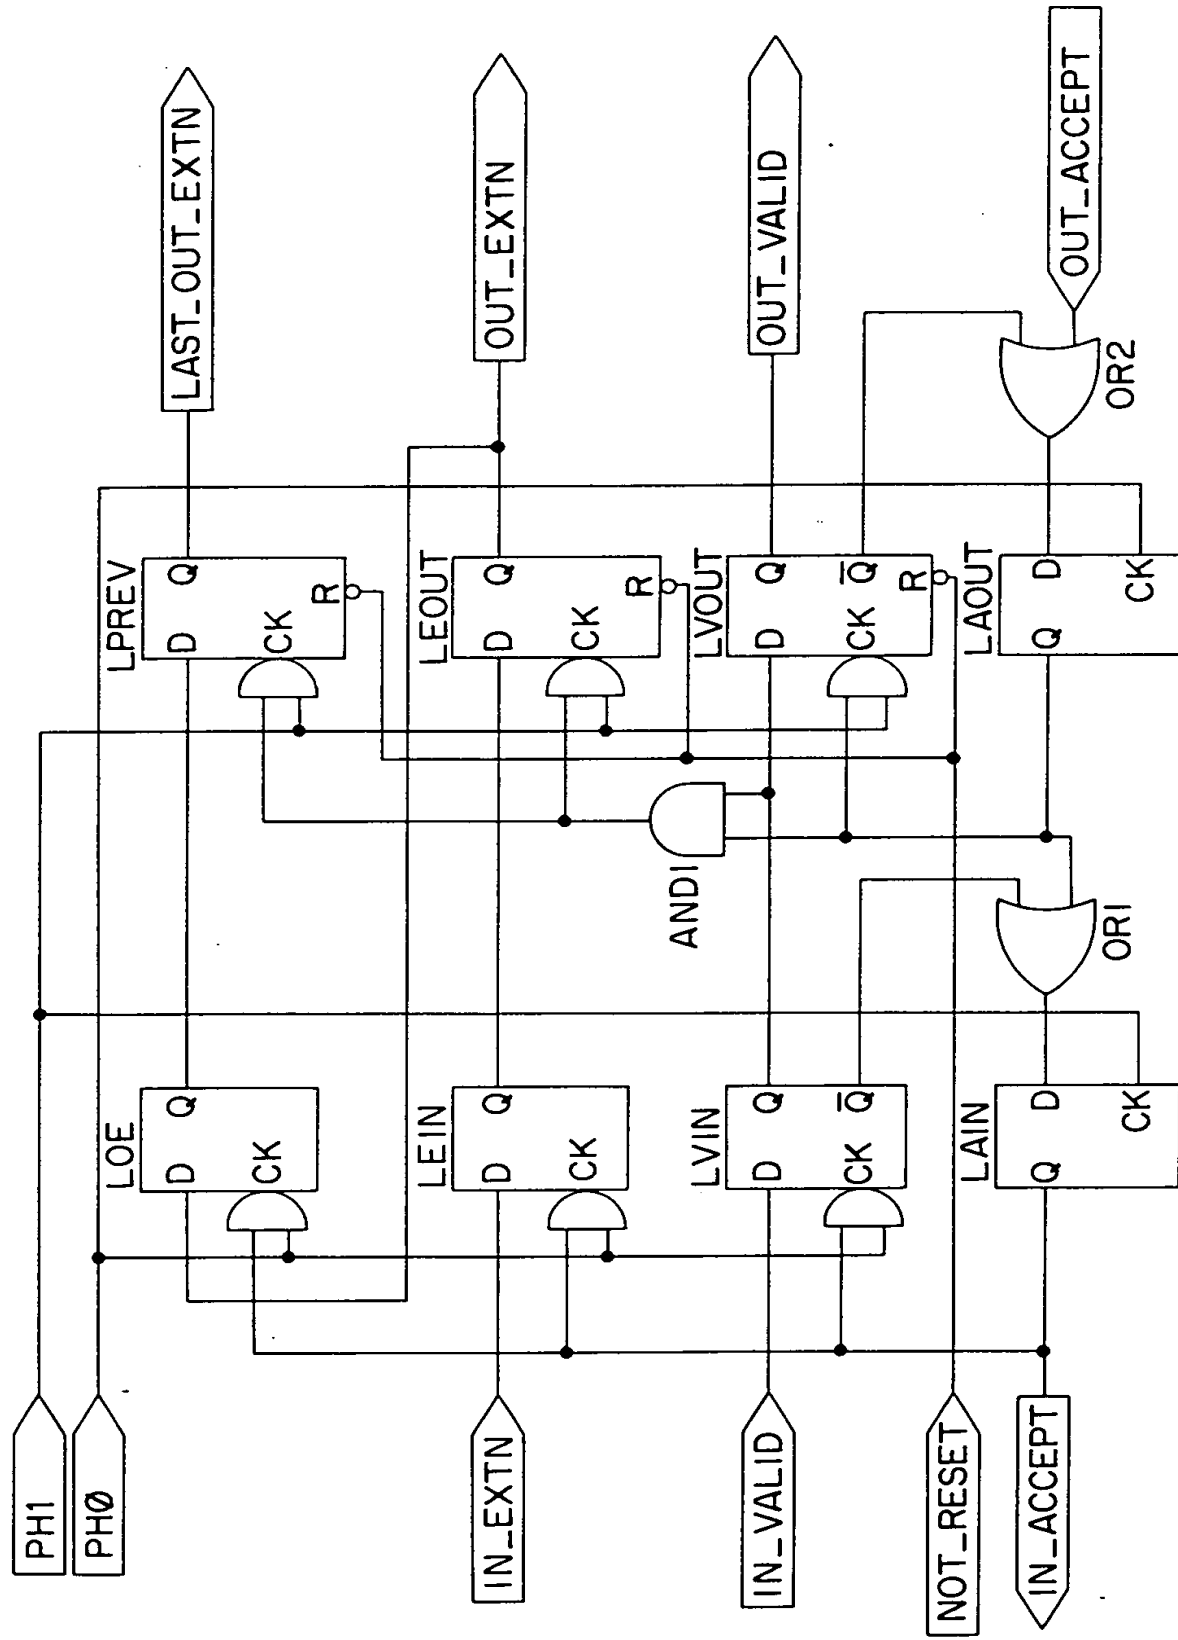 PH1
PHØ
IN_EXTN
IN_VALID
NOT_RESET
IN_ACCEPT
LOE
D
Q
CK
LEIN
D
Q
CK
LVIN
D
Q
CK
Q̅
LAIN
Q
D
CK
OR1
AND1
LPREV
D
Q
CK
R
LEOUT
D
Q
CK
R
LVOUT
D
Q
CK
Q̅
R
LAOUT
Q
D
CK
OR2
LAST_OUT_EXTN
OUT_EXTN
OUT_VALID
OUT_ACCEPT